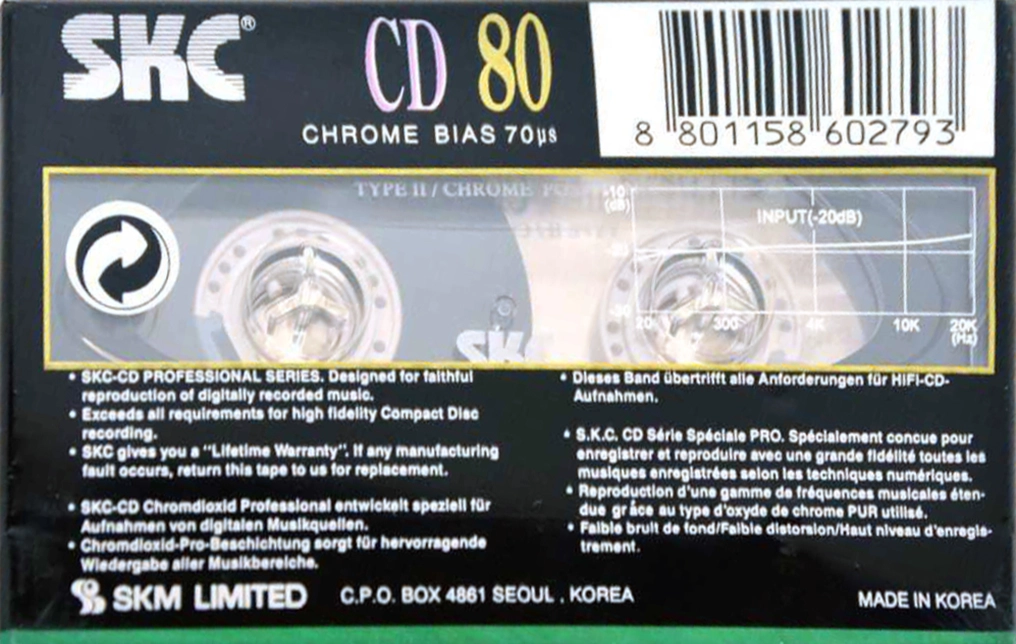 SKC®
CD 80
CHROME BIAS 70µs
8 801158 602793
TYPE II / CHROME
-10
(dB)
INPUT(-20dB)
20 300 4K 10K 20K
(Hz)
SKC
• SKC-CD PROFESSIONAL SERIES. Designed for faithful
reproduction of digitally recorded music.
• Exceeds all requirements for high fidelity Compact Disc
recording.
• SKC gives you a "Lifetime Warranty". If any manufacturing
fault occurs, return this tape to us for replacement.
• SKC-CD Chromdioxid Professional entwickelt speziell für
Aufnahmen von digitalen Musikquellen.
• Chromdioxid-Pro-Beschichtung sorgt für hervorragende
Wiedergabe aller Musikbereiche.
• Dieses Band übertrifft alle Anforderungen für HiFi-CD-
Aufnahmen.
• S.K.C. CD Série Spéciale PRO. Spécialement concue pour
enregistrer et reproduire avec une grande fidélité toutes les
musiques enregistrées selon les techniques numériques.
• Reproduction d'une gamme de fréquences musicales éten-
due grâce au type d'oxyde de chrome PUR utilisé.
• Faible bruit de fond/Faible distorsion/Haut niveau d'enregis-
trement.
SKM LIMITED C.P.O. BOX 4861 SEOUL . KOREA MADE IN KOREA